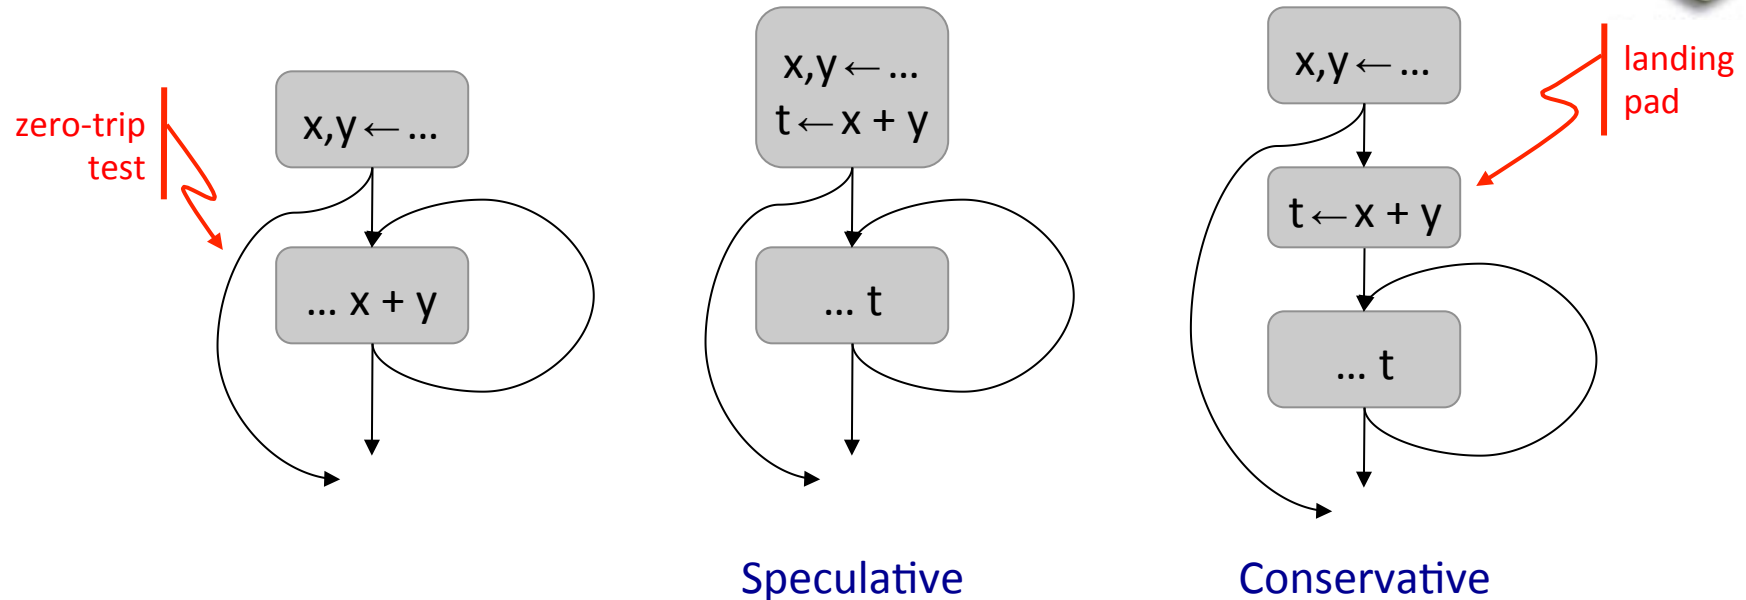 zero-trip
test
x,y ← ...
... x + y
x,y ← ...
t ← x + y
... t
Speculative
x,y ← ...
landing
pad
t ← x + y
... t
Conservative